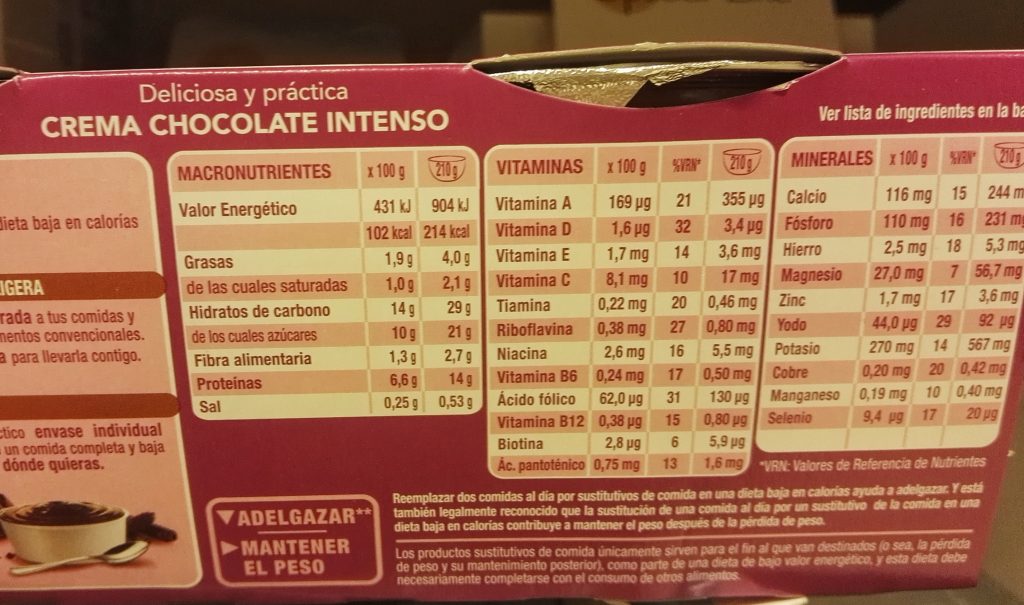 Deliciosa y práctica
CREMA CHOCOLATE INTENSO
Ver lista de ingredientes en la
dieta baja en calorías
a tus comidas y
convencionales.
para llevarla contigo.
envase individual
un comida completa y baja
dónde quieras.
MACRONUTRIENTES x 100 g 210 g
Valor Energético 431 kJ 904 kJ
102 kcal 214 kcal
Grasas 1,9 g 4,0 g
de las cuales saturadas 1,0 g 2,1 g
Hidratos de carbono 14 g 29 g
de los cuales azúcares 10 g 21 g
Fibra alimentaria 1,3 g 2,7 g
Proteínas 6,6 g 14 g
Sal 0,25 g 0,53 g
VITAMINAS x 100 g %VRN* 210 g
Vitamina A 169 µg 21 355 µg
Vitamina D 1,6 µg 32 3,4 µg
Vitamina E 1,7 mg 14 3,6 mg
Vitamina C 8,1 mg 10 17 mg
Tiamina 0,22 mg 20 0,46 mg
Riboflavina 0,38 mg 27 0,80 mg
Niacina 2,6 mg 16 5,5 mg
Vitamina B6 0,24 mg 17 0,50 mg
Ácido fólico 62,0 µg 31 130 µg
Vitamina B12 0,38 µg 15 0,80 µg
Biotina 2,8 µg 6 5,9 µg
Ác. pantoténico 0,75 mg 13 1,6 mg
MINERALES x 100 g %VRN* 210 g
Calcio 116 mg 15 244 m
Fósforo 110 mg 16 231 mg
Hierro 2,5 mg 18 5,3 mg
Magnesio 27,0 mg 7 56,7 mg
Zinc 1,7 mg 17 3,6 mg
Yodo 44,0 µg 29 92 µg
Potasio 270 mg 14 567 mg
Cobre 0,20 mg 20 0,42 mg
Manganeso 0,19 mg 10 0,40 mg
Selenio 9,4 µg 17 20 µg
*VRN: Valores de Referencia de Nutrientes
▼ADELGAZAR**
▶MANTENER
EL PESO
Reemplazar dos comidas al día por sustitutivos de comida en una dieta baja en calorías ayuda a adelgazar. Y está
también legalmente reconocido que la sustitución de una comida al día por un sustitutivo de la comida en una
dieta baja en calorías contribuye a mantener el peso después de la pérdida de peso.
Los productos sustitutivos de comida únicamente sirven para el fin al que van destinados (o sea, la pérdida
de peso y su mantenimiento posterior), como parte de una dieta de bajo valor energético, y esta dieta debe
necesariamente completarse con el consumo de otros alimentos.